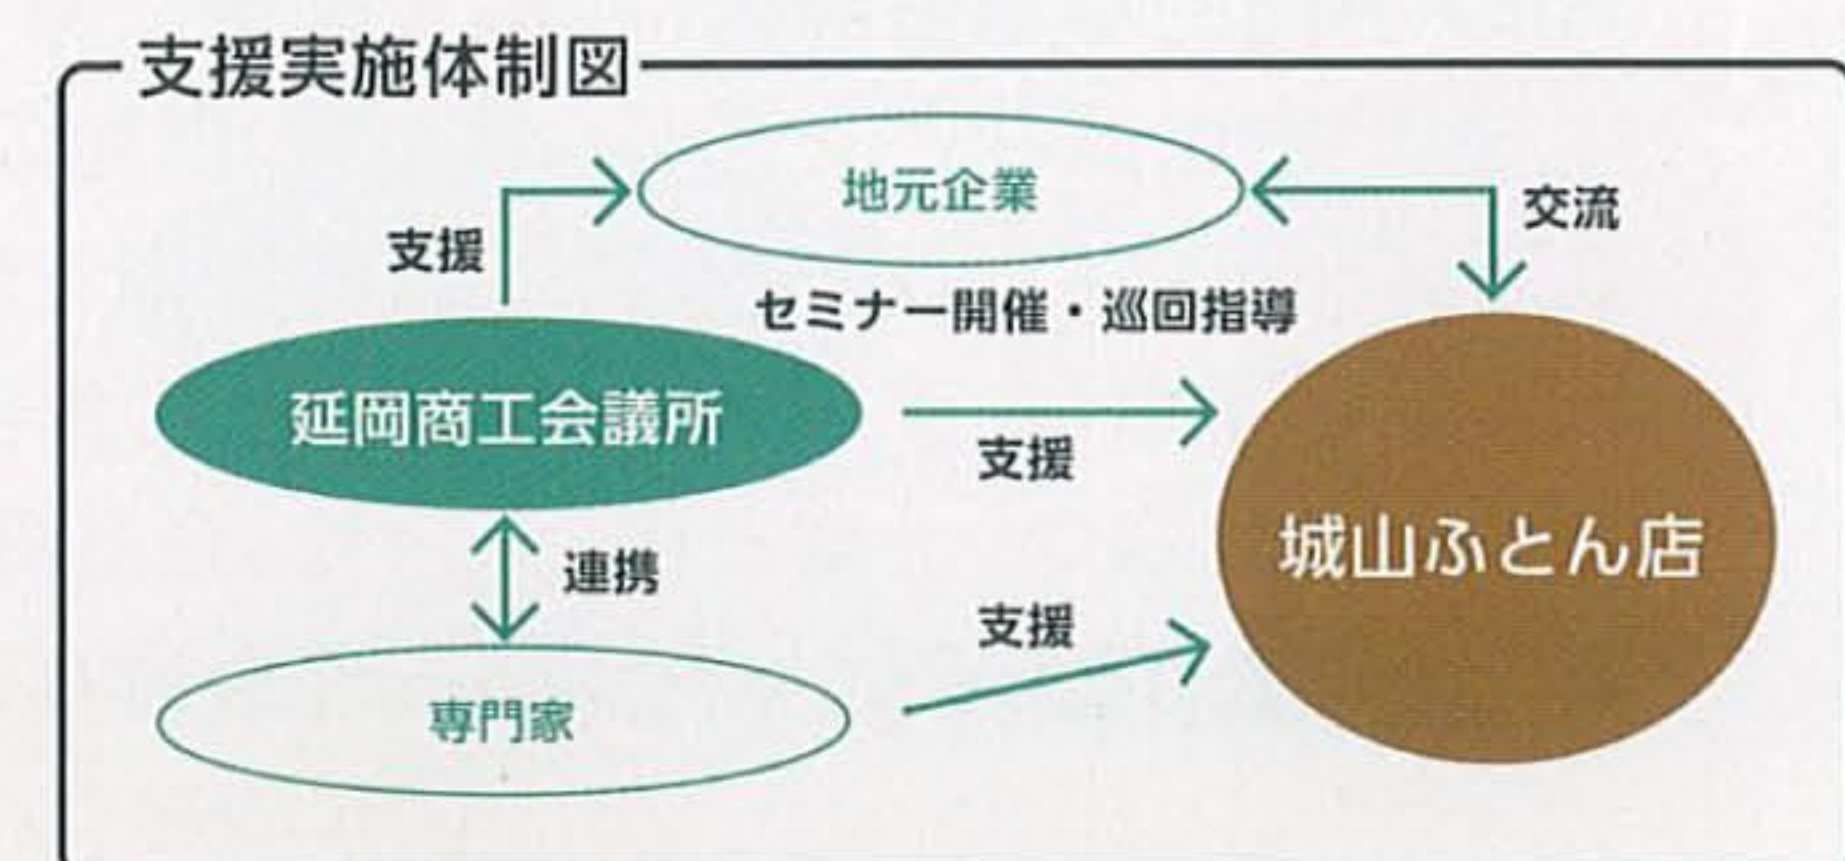 支援実施体制図
地元企業
支援
交流
セミナー開催・巡回指導
延岡商工会議所
支援
城山ふとん店
連携
支援
専門家